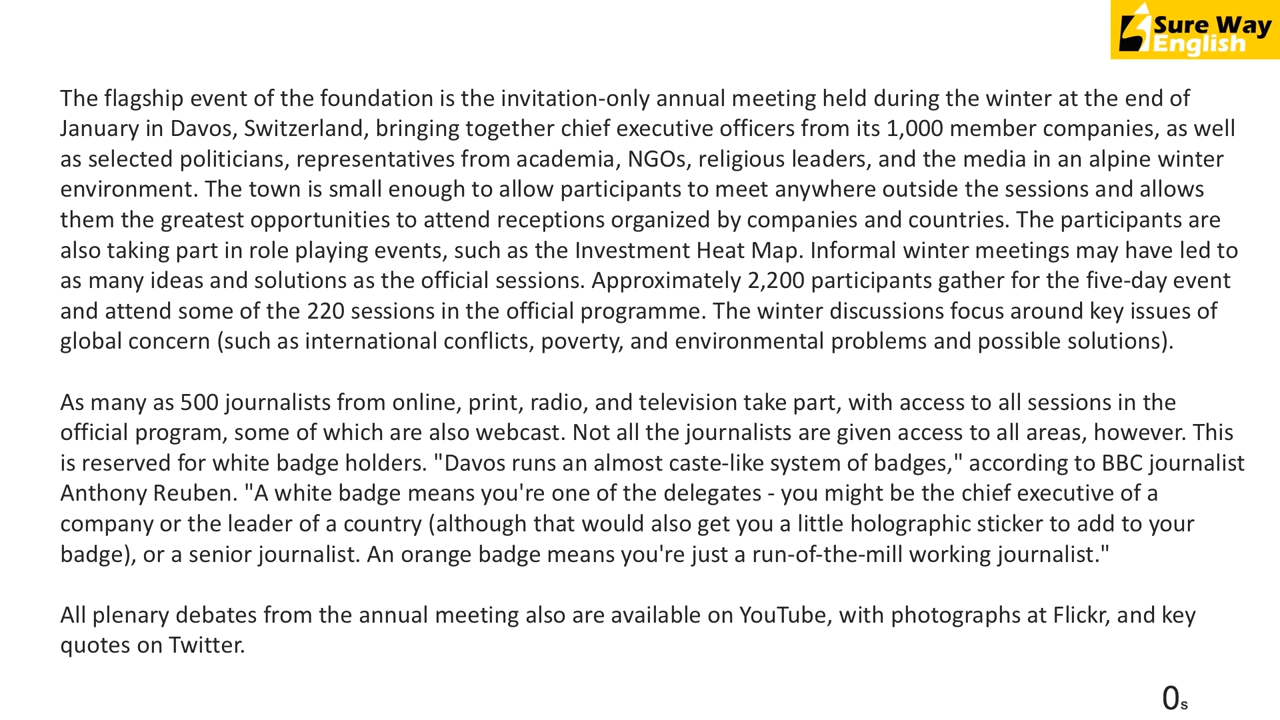 Sure Way
English
The flagship event of the foundation is the invitation-only annual meeting held during the winter at the end of
January in Davos, Switzerland, bringing together chief executive officers from its 1,000 member companies, as well
as selected politicians, representatives from academia, NGOs, religious leaders, and the media in an alpine winter
environment. The town is small enough to allow participants to meet anywhere outside the sessions and allows
them the greatest opportunities to attend receptions organized by companies and countries. The participants are
also taking part in role playing events, such as the Investment Heat Map. Informal winter meetings may have led to
as many ideas and solutions as the official sessions. Approximately 2,200 participants gather for the five-day event
and attend some of the 220 sessions in the official programme. The winter discussions focus around key issues of
global concern (such as international conflicts, poverty, and environmental problems and possible solutions).
As many as 500 journalists from online, print, radio, and television take part, with access to all sessions in the
official program, some of which are also webcast. Not all the journalists are given access to all areas, however. This
is reserved for white badge holders. "Davos runs an almost caste-like system of badges," according to BBC journalist
Anthony Reuben. "A white badge means you're one of the delegates - you might be the chief executive of a
company or the leader of a country (although that would also get you a little holographic sticker to add to your
badge), or a senior journalist. An orange badge means you're just a run-of-the-mill working journalist."
All plenary debates from the annual meeting also are available on YouTube, with photographs at Flickr, and key
quotes on Twitter.
0s